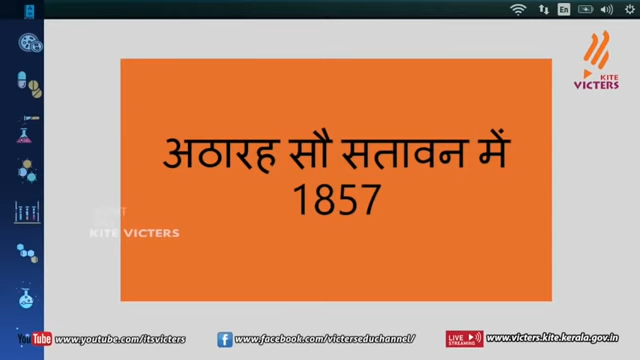 En
KITE
VICTERS
अठारह सौ सतावन में
1857
KITE VICTERS
YouTube www.youtube.com/itsvicters
www.facebook.com/victerseduchannel/
LIVE STREAMING
www.victers.kite.kerala.gov.in